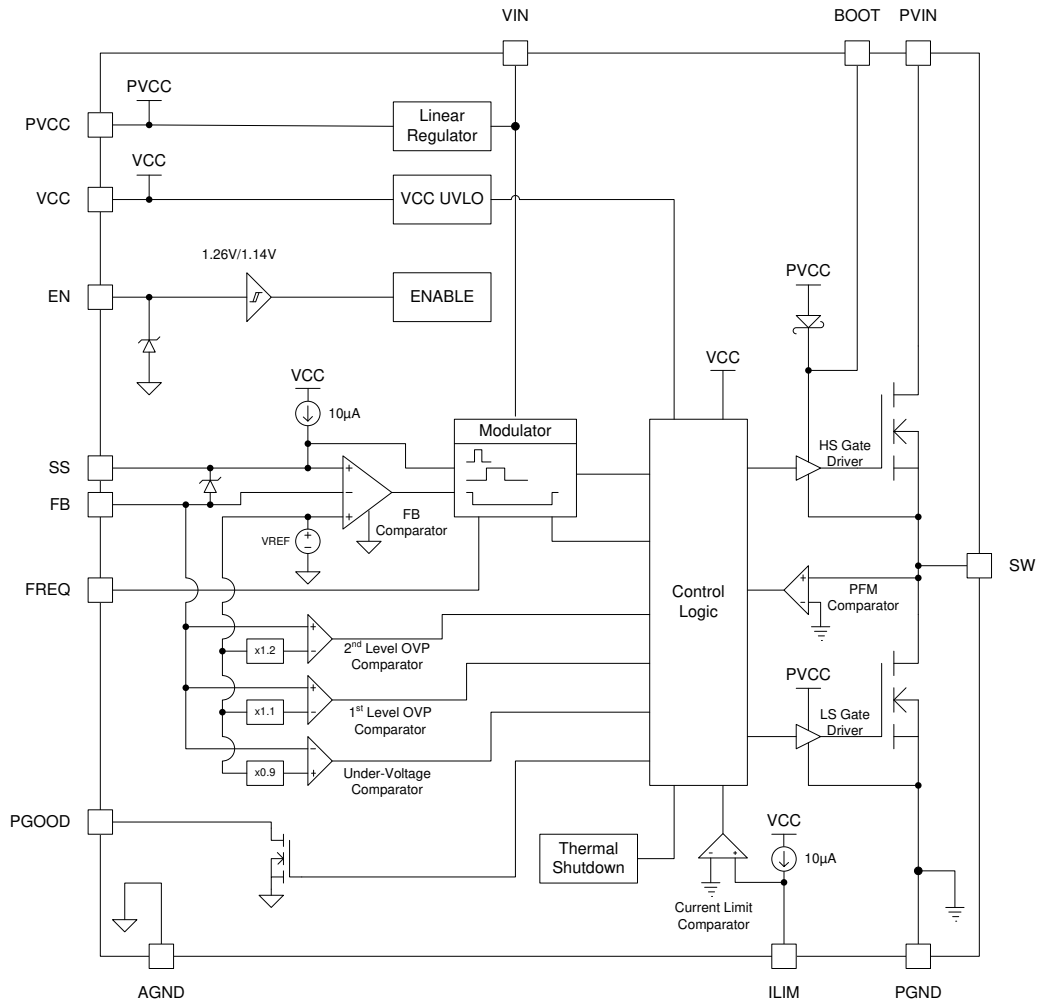 VIN
BOOT
PVIN
PVCC
PVCC
Linear
Regulator
VCC
VCC
VCC UVLO
1.26V/1.14V
EN
ENABLE
PVCC
VCC
10µA
VCC
Modulator
SS
FB
+
−
+
FB
Comparator
VREF
+
−
HS Gate
Driver
SW
FREQ
Control
Logic
+
-
PFM
Comparator
x1.2
+
−
2nd Level OVP
Comparator
x1.1
+
−
1st Level OVP
Comparator
x0.9
−
+
Under-Voltage
Comparator
PVCC
LS Gate
Driver
PGOOD
Thermal
Shutdown
VCC
10µA
-
+
Current Limit
Comparator
AGND
ILIM
PGND